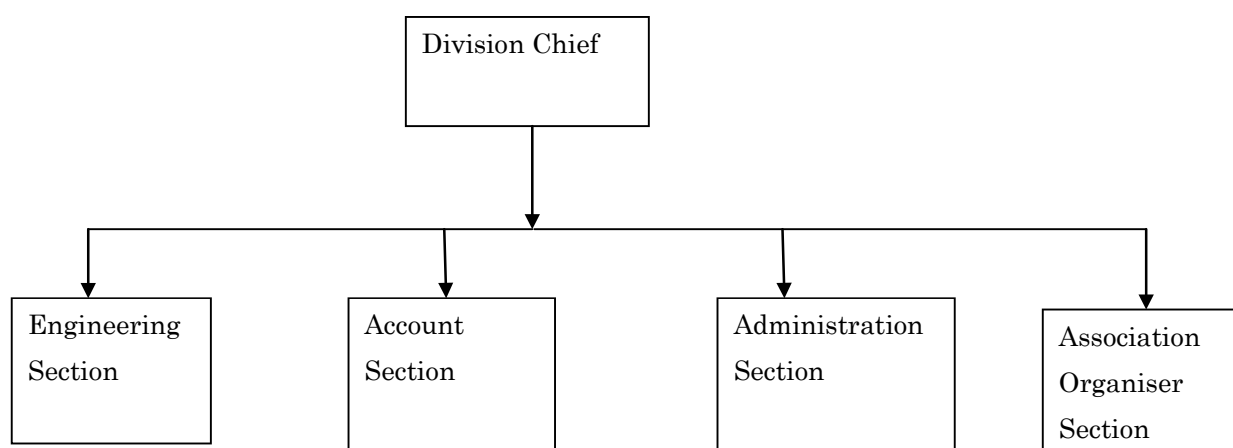 Division Chief
Engineering
Section
Account
Section
Administration
Section
Association
Organiser
Section